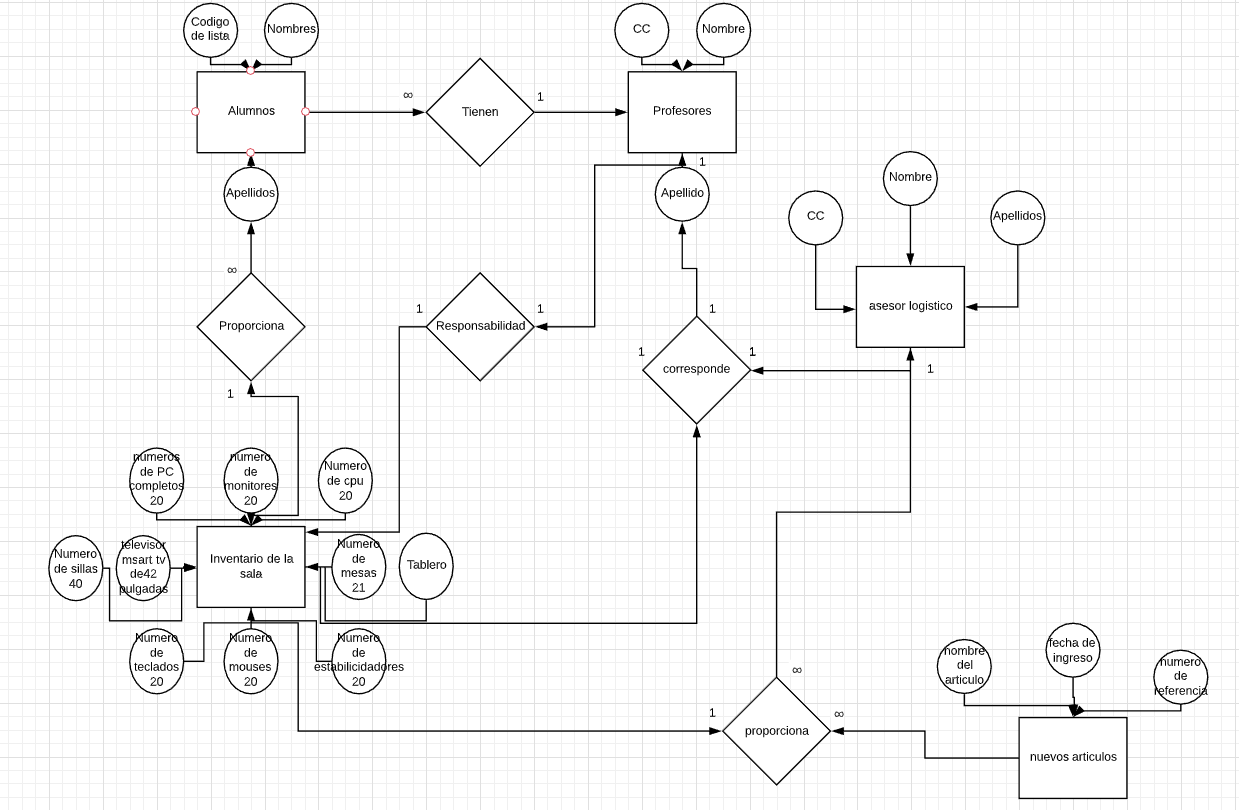 Codigo
de lista
Nombres
CC
Nombre
Alumnos
∞
Tienen
1
Profesores
1
Apellidos
Apellido
Nombre
CC
Apellidos
∞
Proporciona
1
Responsabilidad
1
1
asesor logistico
1
corresponde
1
1
1
numeros
de PC
completos
20
numero
de
monitores
20
Numero
de cpu
20
Numero
de sillas
40
televisor
msart tv
de42
pulgadas
Inventario de la
sala
Numero
de
mesas
21
Tablero
Numero
de
teclados
20
Numero
de
mouses
20
Numero
de
estabilicidadores
20
nombre
del
articulo
fecha de
ingreso
numero
de
referencia
∞
1
proporciona
∞
nuevos articulos